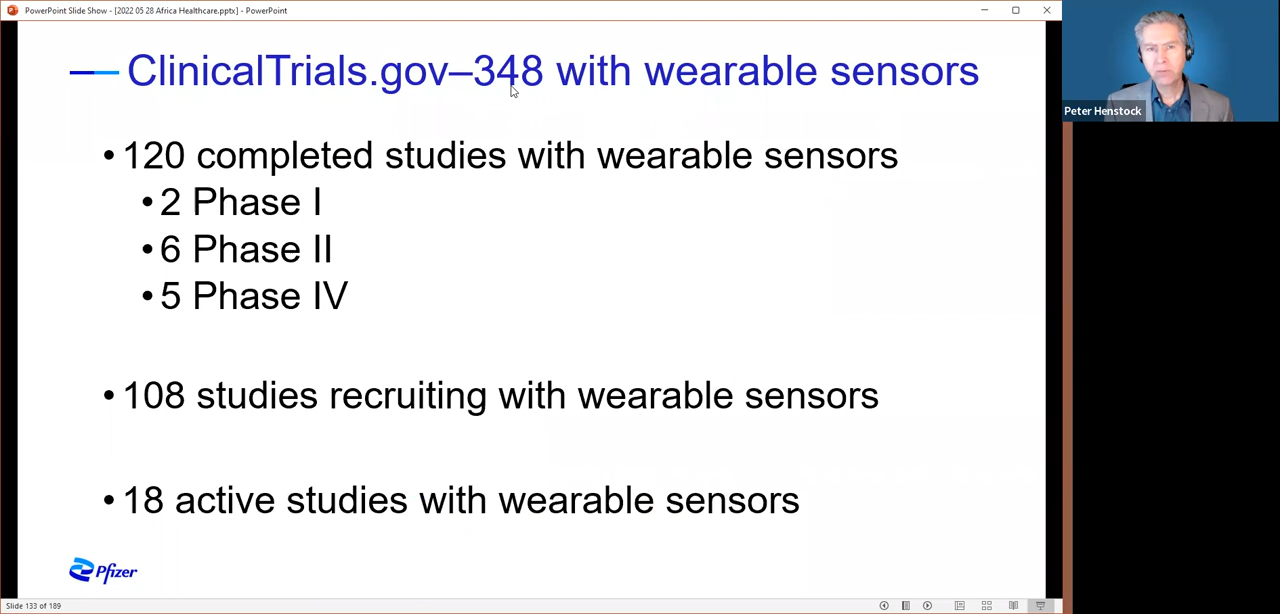 PowerPoint Slide Show - [2022 05 28 Africa Healthcare.pptx] - PowerPoint
ClinicalTrials.gov–348 with wearable sensors
• 120 completed studies with wearable sensors
• 2 Phase I
• 6 Phase II
• 5 Phase IV
• 108 studies recruiting with wearable sensors
• 18 active studies with wearable sensors
Pfizer
Slide 133 of 189
Peter Henstock